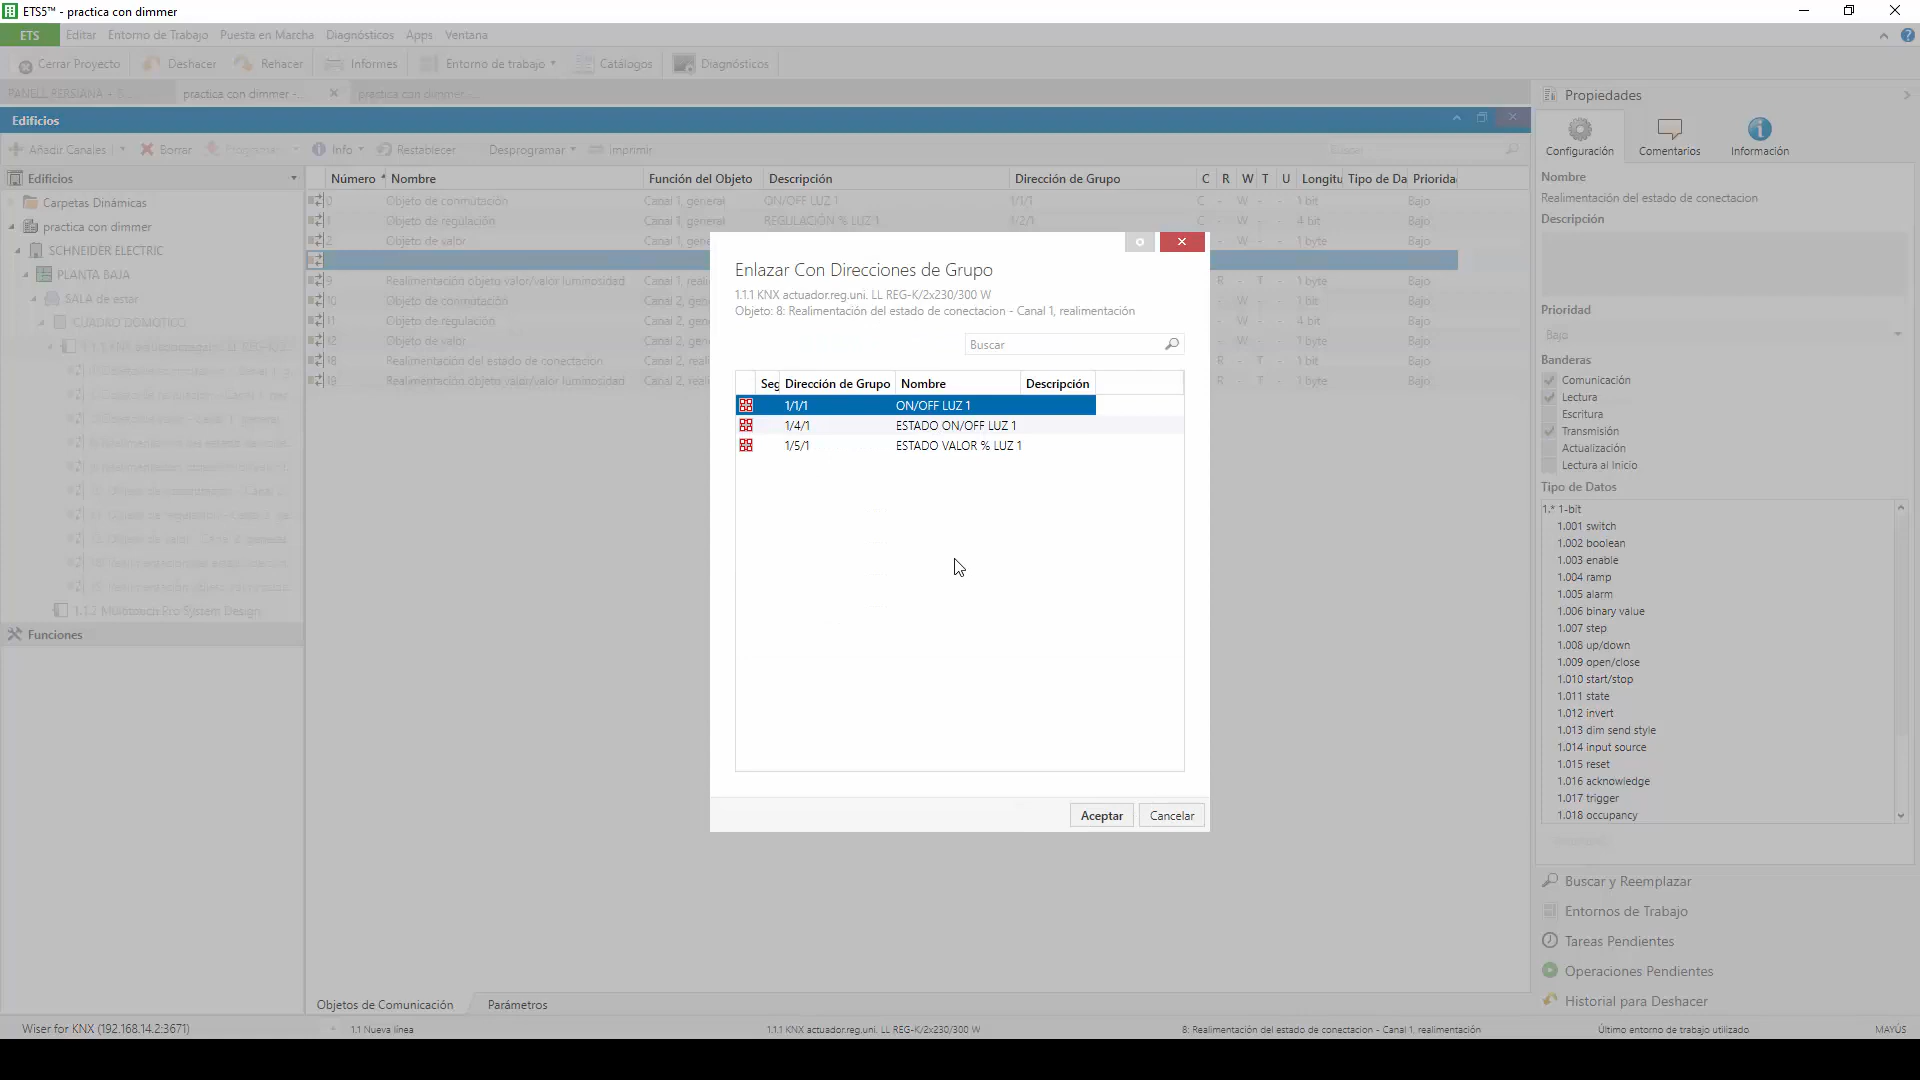 ETS5™ - practica con dimmer
ETS Editar Entorno de Trabajo Puesta en Marcha Diagnósticos Apps Ventana
Cerrar Proyecto Deshacer Rehacer Informes Entorno de trabajo Catálogos Diagnósticos
PANELL PERSIANA - practica con dimmer -... practica con dimmer -...
Edificios
Añadir Canales Borrar Programar Info Restablecer Desprogramar Imprimir Buscar
Edificios
Carpetas Dinámicas
practica con dimmer
SCHNEIDER ELECTRIC
PLANTA BAJA
SALA de estar
CUADRO DOMOTICO
1.1.2 Multitouch Pro System Design
Funciones
Número Nombre Función del Objeto Descripción Dirección de Grupo C R W T U Longitu Tipo de Da Priorida
0 Objeto de conmutación Canal 1, general ON/OFF LUZ 1 1/1/1 C - W - - 1 bit Bajo
1 Objeto de regulación Canal 1, general REGULACIÓN % LUZ 1 1/2/1 C - W - - 4 bit Bajo
2 Objeto de valor Canal 1, gene - W - - 1 byte Bajo
9 Realimentación objeto valor/valor luminosidad Canal 1, reali R - T - 1 byte Bajo
10 Objeto de conmutación Canal 2, gene - W - - 1 bit Bajo
11 Objeto de regulación Canal 2, gene - W - - 4 bit Bajo
12 Objeto de valor Canal 2, gene - W - - 1 byte Bajo
18 Realimentación del estado de conectacion Canal 2, reali R - T - 1 bit Bajo
19 Realimentación objeto valor/valor luminosidad Canal 2, reali R - T - 1 byte Bajo
Enlazar Con Direcciones de Grupo
1.1.1 KNX actuador.reg.uni. LL REG-K/2x230/300 W
Objeto: 8: Realimentación del estado de conectacion - Canal 1, realimentación
Buscar
Seg Dirección de Grupo Nombre Descripción
1/1/1 ON/OFF LUZ 1
1/4/1 ESTADO ON/OFF LUZ 1
1/5/1 ESTADO VALOR % LUZ 1
Aceptar Cancelar
Propiedades
Configuración Comentarios Información
Nombre
Realimentación del estado de conectacion
Descripción
Prioridad
Bajo
Banderas
Comunicación
Lectura
Escritura
Transmisión
Actualización
Lectura al Inicio
Tipo de Datos
1.* 1-bit
1.001 switch
1.002 boolean
1.003 enable
1.004 ramp
1.005 alarm
1.006 binary value
1.007 step
1.008 up/down
1.009 open/close
1.010 start/stop
1.011 state
1.012 invert
1.013 dim send style
1.014 input source
1.015 reset
1.016 acknowledge
1.017 trigger
1.018 occupancy
Buscar y Reemplazar
Entornos de Trabajo
Tareas Pendientes
Operaciones Pendientes
Historial para Deshacer
Objetos de Comunicación Parámetros
Wiser for KNX (192.168.14.2:3671) 1.1 Nueva línea 1.1.1 KNX actuador.reg.uni. LL REG-K/2x230/300 W 8: Realimentación del estado de conectacion - Canal 1, realimentación Último entorno de trabajo utilizado MAYÚS